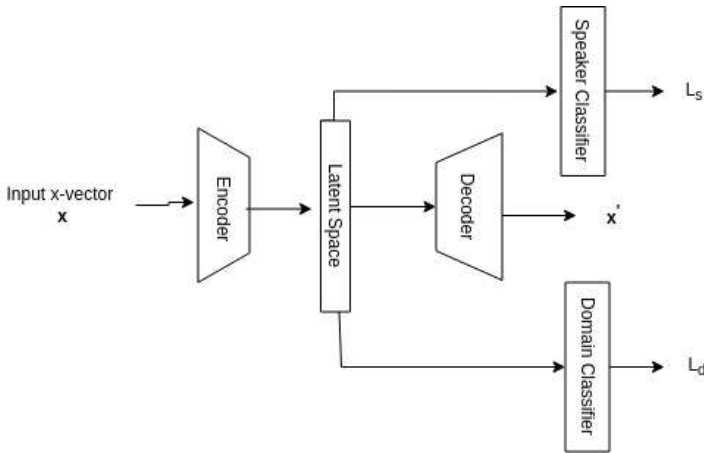 Input x-vector
x
Encoder
Latent Space
Decoder
x*
Speaker Classifier
Ls
Domain Classifier
Ld